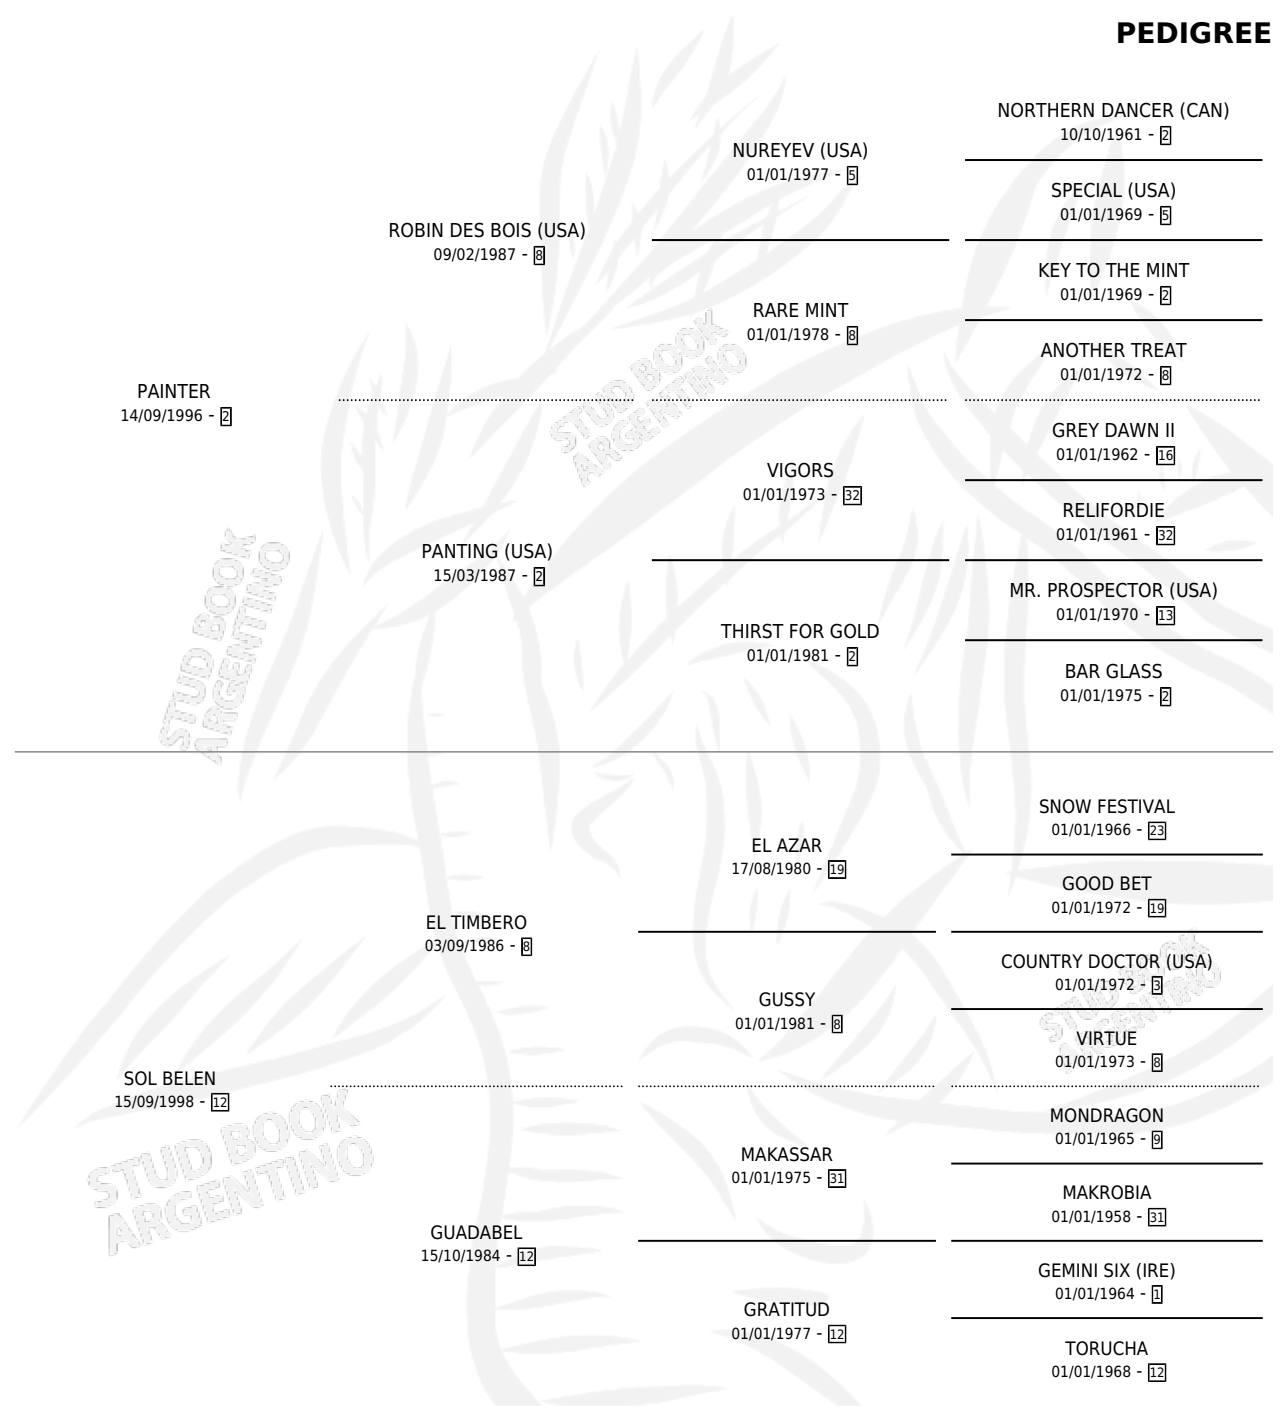 PEDIGREE
NORTHERN DANCER (CAN)
10/10/1961 - 2
NUREYEV (USA)
01/01/1977 - 5
SPECIAL (USA)
01/01/1969 - 5
ROBIN DES BOIS (USA)
09/02/1987 - 8
KEY TO THE MINT
01/01/1969 - 2
RARE MINT
01/01/1978 - 8
ANOTHER TREAT
01/01/1972 - 8
PAINTER
14/09/1996 - 2
GREY DAWN II
01/01/1962 - 16
VIGORS
01/01/1973 - 32
RELIFORDIE
01/01/1961 - 32
PANTING (USA)
15/03/1987 - 2
MR. PROSPECTOR (USA)
01/01/1970 - 13
THIRST FOR GOLD
01/01/1981 - 2
BAR GLASS
01/01/1975 - 2
SNOW FESTIVAL
01/01/1966 - 23
EL AZAR
17/08/1980 - 19
GOOD BET
01/01/1972 - 19
EL TIMBERO
03/09/1986 - 8
COUNTRY DOCTOR (USA)
01/01/1972 - 3
GUSSY
01/01/1981 - 8
VIRTUE
01/01/1973 - 8
SOL BELEN
15/09/1998 - 12
MONDRAGON
01/01/1965 - 9
MAKASSAR
01/01/1975 - 31
MAKROBIA
01/01/1958 - 31
GUADABEL
15/10/1984 - 12
GEMINI SIX (IRE)
01/01/1964 - 1
GRATITUD
01/01/1977 - 12
TORUCHA
01/01/1968 - 12
STUD BOOK
ARGENTINO
STUD BOOK
ARGENTINO
STUD BOOK
ARGENTINO
STUD BOOK
ARGENTINO